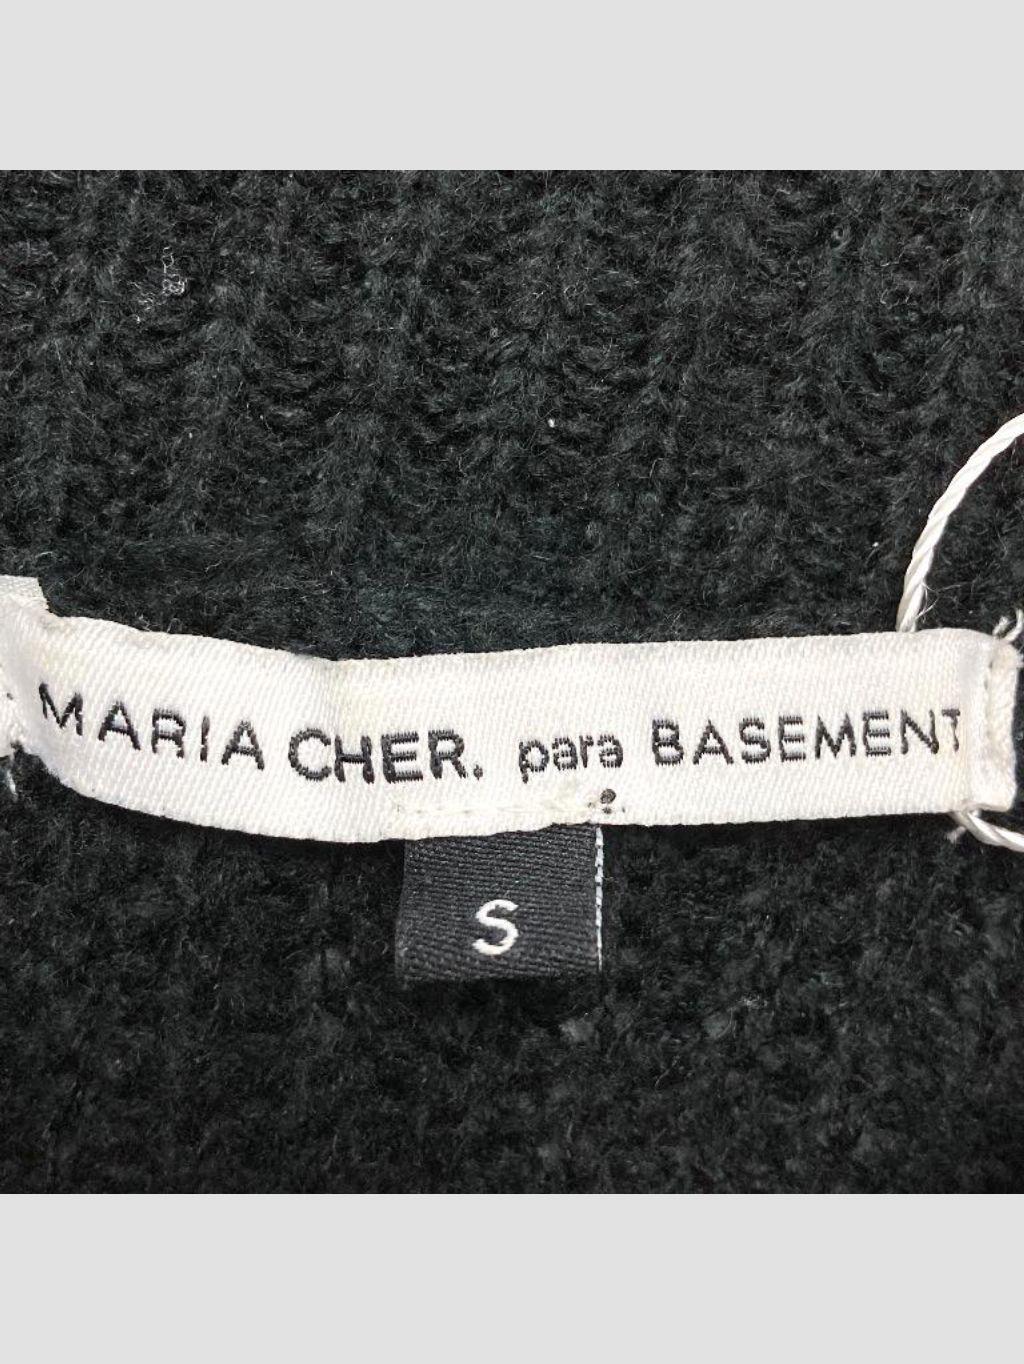 MARIA CHER. para BASEMENT
S